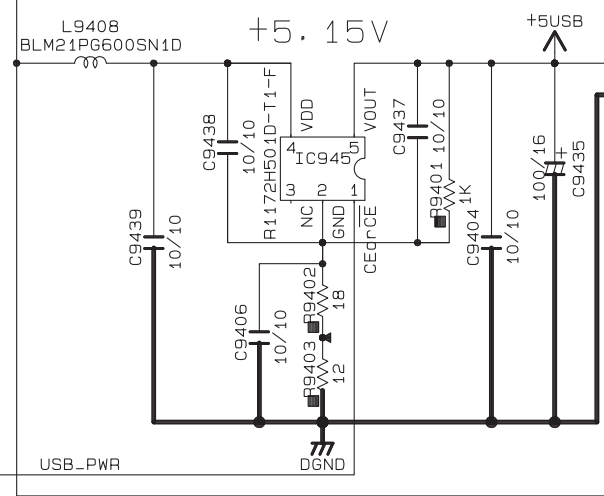 L9408
BLM21PG600SN1D
+5.15V
+5USB
C9438
10/10
R1172H501D-T1-F
VDD
VOUT
C9437
10/10
4
5
IC945
3
2
1
NC
GND
CEorCE
R9401
1K
C9404
10/10
100/16
+
C9435
C9439
10/10
C9406
10/10
R9402
18
R9403
12
USB_PWR
DGND